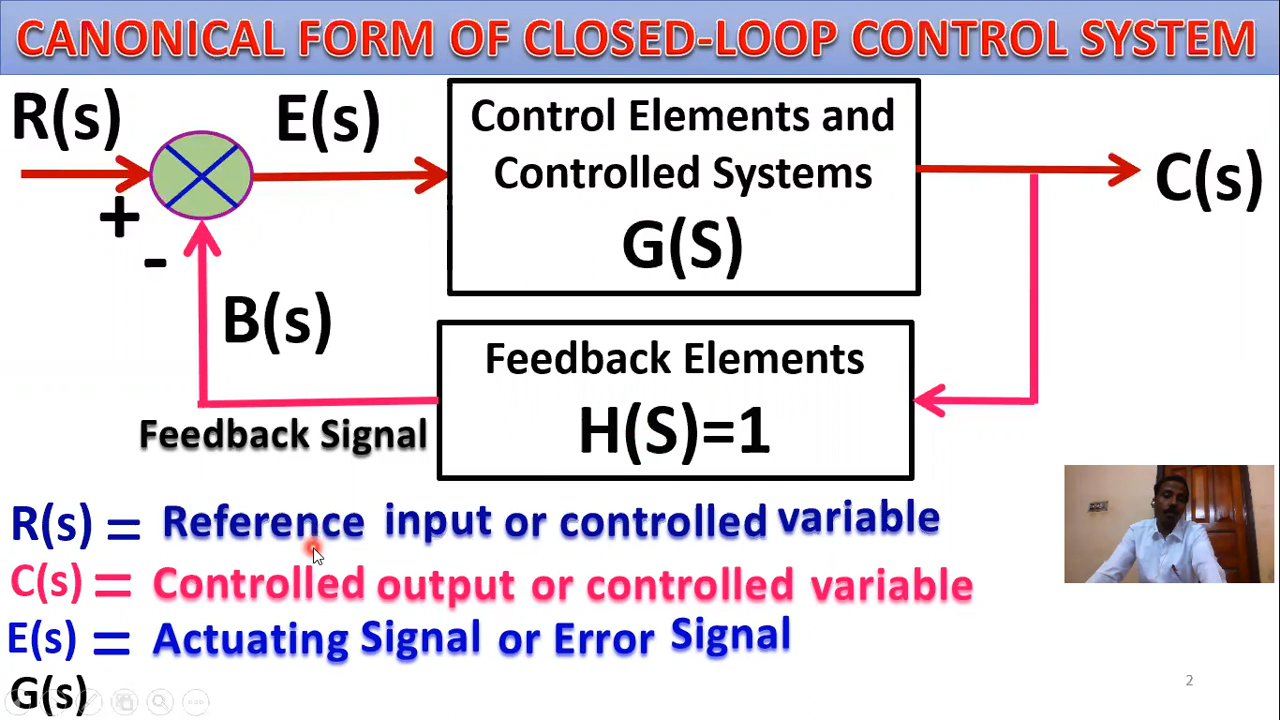 CANONICAL FORM OF CLOSED-LOOP CONTROL SYSTEM
R(s)
E(s)
Control Elements and
Controlled Systems
G(S)
C(s)
+
-
B(s)
Feedback Elements
H(S)=1
Feedback Signal
R(s) = Reference input or controlled variable
C(s) = Controlled output or controlled variable
E(s) = Actuating Signal or Error Signal
G(s)
2